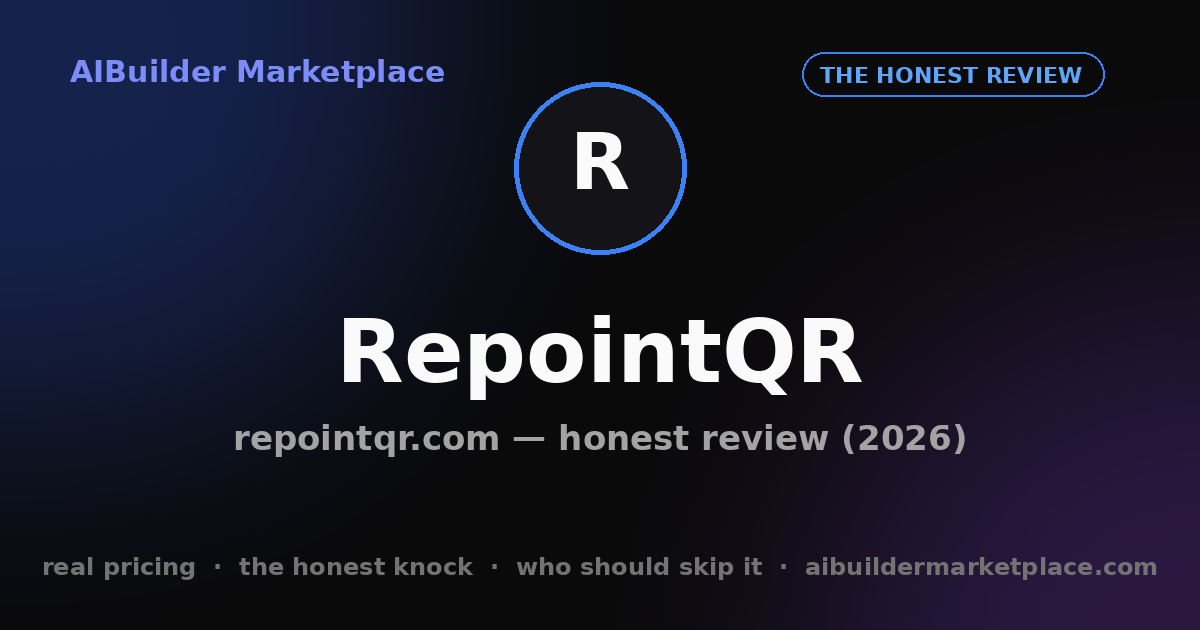 AIBuilder Marketplace
THE HONEST REVIEW
R
RepointQR
repointqr.com — honest review (2026)
real pricing · the honest knock · who should skip it · aibuildermarketplace.com